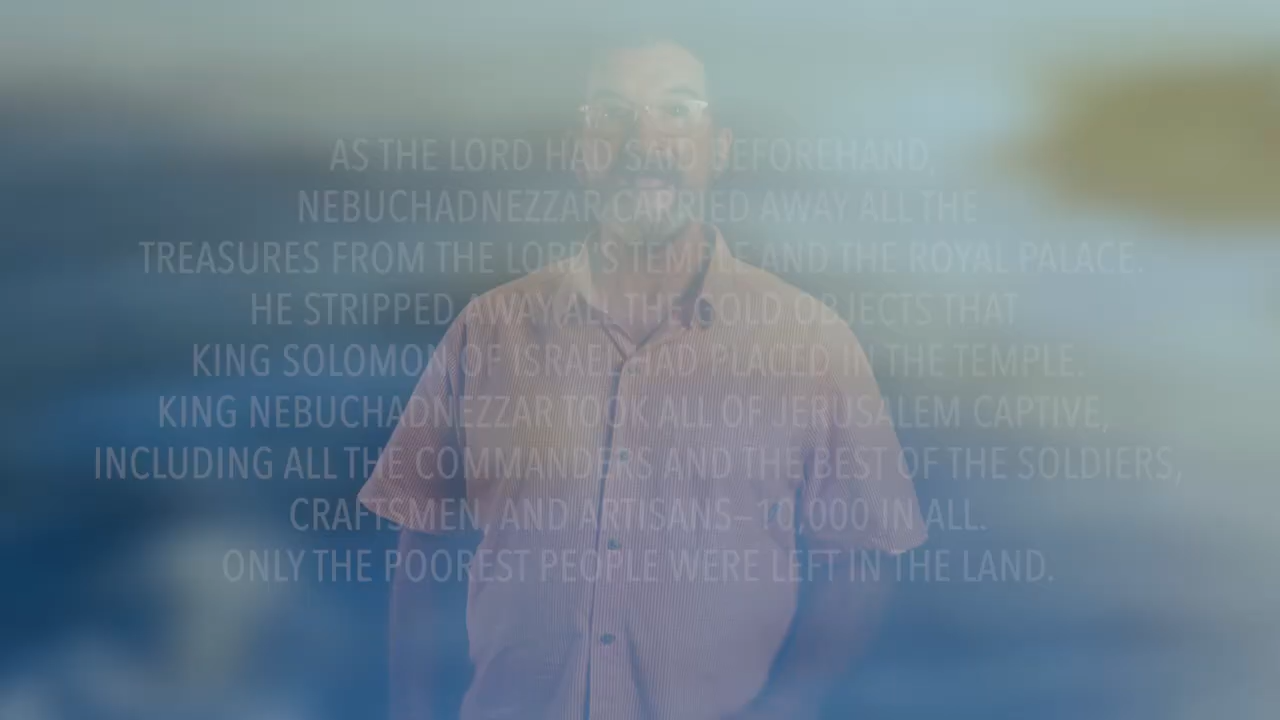 AS THE LORD HAD SAID BEFOREHAND,
NEBUCHADNEZZAR CARRIED AWAY ALL THE
TREASURES FROM THE LORD'S TEMPLE AND THE ROYAL PALACE.
HE STRIPPED AWAY ALL THE GOLD OBJECTS THAT
KING SOLOMON OF ISRAEL HAD PLACED IN THE TEMPLE.
KING NEBUCHADNEZZAR TOOK ALL OF JERUSALEM CAPTIVE,
INCLUDING ALL THE COMMANDERS AND THE BEST OF THE SOLDIERS,
CRAFTSMEN AND ARTISANS–10,000 IN ALL.
ONLY THE POOREST PEOPLE WERE LEFT IN THE LAND.